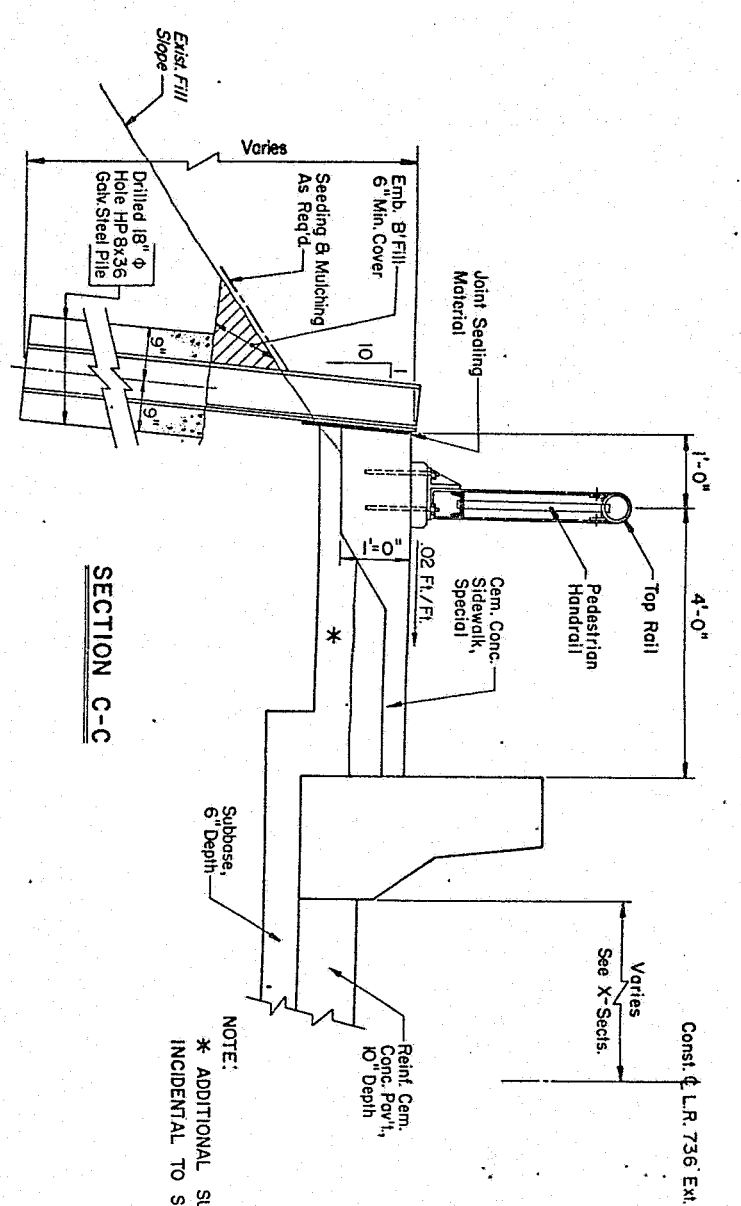 Const. ℄ L.R. 736 Ext.
Varies
See X-Sects.
1'-0"
4'-0"
Top Rail
Pedestrian
Handrail
Joint Sealing
Material
.02 Ft./Ft.
Cem. Conc.
Sidewalk,
Special
1'-0"
*
Emb. 'B' Fill-
6" Min. Cover
Seeding & Mulching
As Req'd.
Varies
Exist. Fill
Slope
1
10
Drilled 18" Φ
Hole HP 8x36
Galv. Steel Pile
9"
9"
Reinf. Cem.
Conc. Pav't.,
10" Depth
Subbase,
6" Depth
SECTION C-C
NOTE:
* ADDITIONAL SU
INCIDENTAL TO S